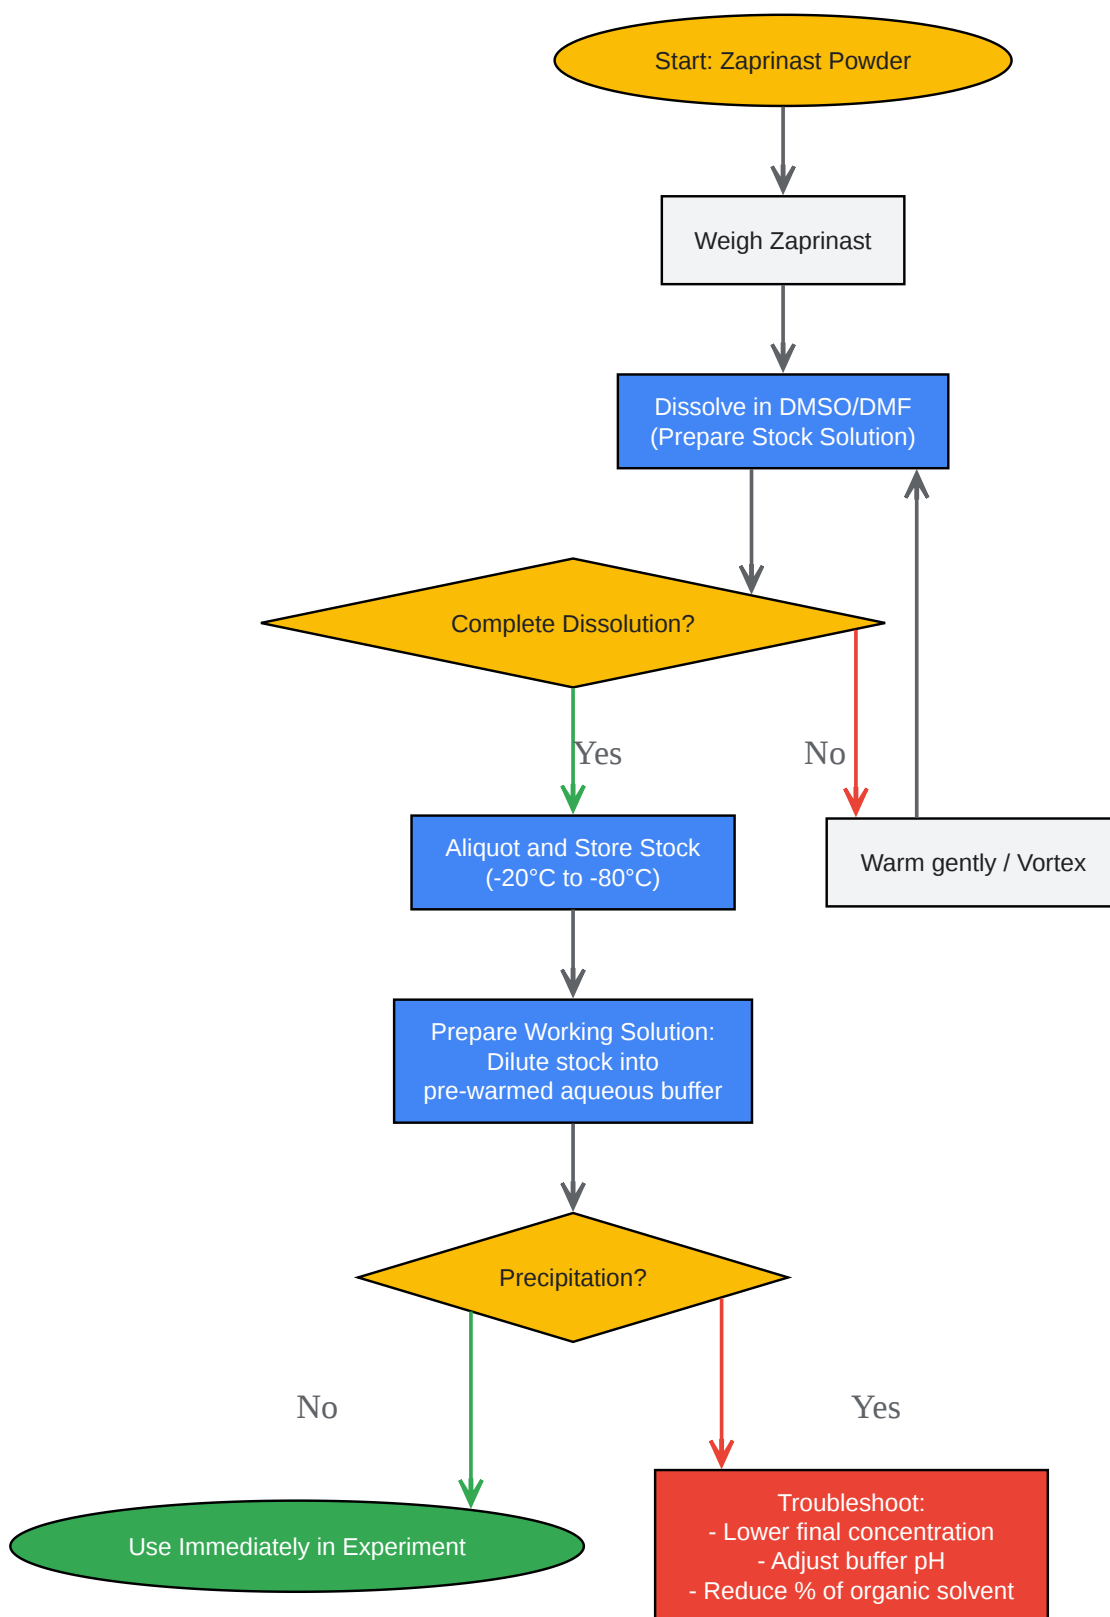 Start: Zaprinast Powder
Weigh Zaprinast
Dissolve in DMSO/DMF
(Prepare Stock Solution)
Complete Dissolution?
Yes
No
Aliquot and Store Stock
(-20°C to -80°C)
Warm gently / Vortex
Prepare Working Solution:
Dilute stock into
pre-warmed aqueous buffer
Precipitation?
No
Yes
Use Immediately in Experiment
Troubleshoot:
- Lower final concentration
- Adjust buffer pH
- Reduce % of organic solvent